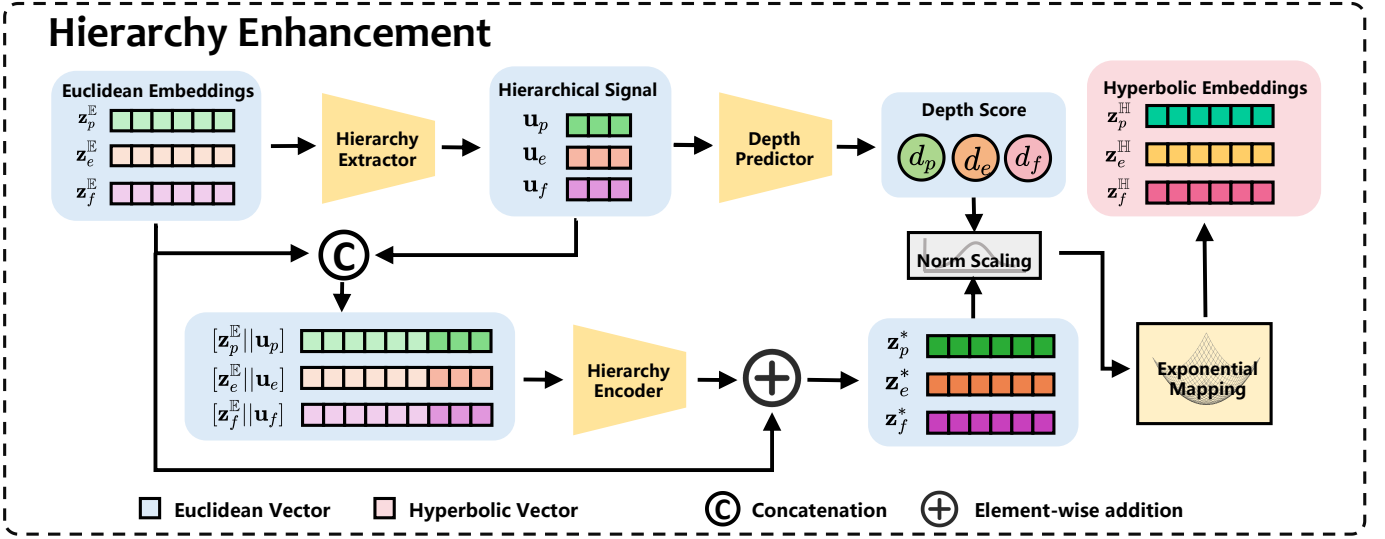 Hierarchy Enhancement
Euclidean Embeddings
𝐳_p^𝔼
𝐳_e^𝔼
𝐳_f^𝔼
Hierarchy
Extractor
Hierarchical Signal
𝐮_p
𝐮_e
𝐮_f
Depth
Predictor
Depth Score
d_p d_e d_f
Hyperbolic Embeddings
𝐳_p^ℍ
𝐳_e^ℍ
𝐳_f^ℍ
C
Norm Scaling
[𝐳_p^𝔼||𝐮_p]
[𝐳_e^𝔼||𝐮_e]
[𝐳_f^𝔼||𝐮_f]
Hierarchy
Encoder
+
𝐳_p^*
𝐳_e^*
𝐳_f^*
Exponential
Mapping
Euclidean Vector
Hyperbolic Vector
C Concatenation
+ Element-wise addition